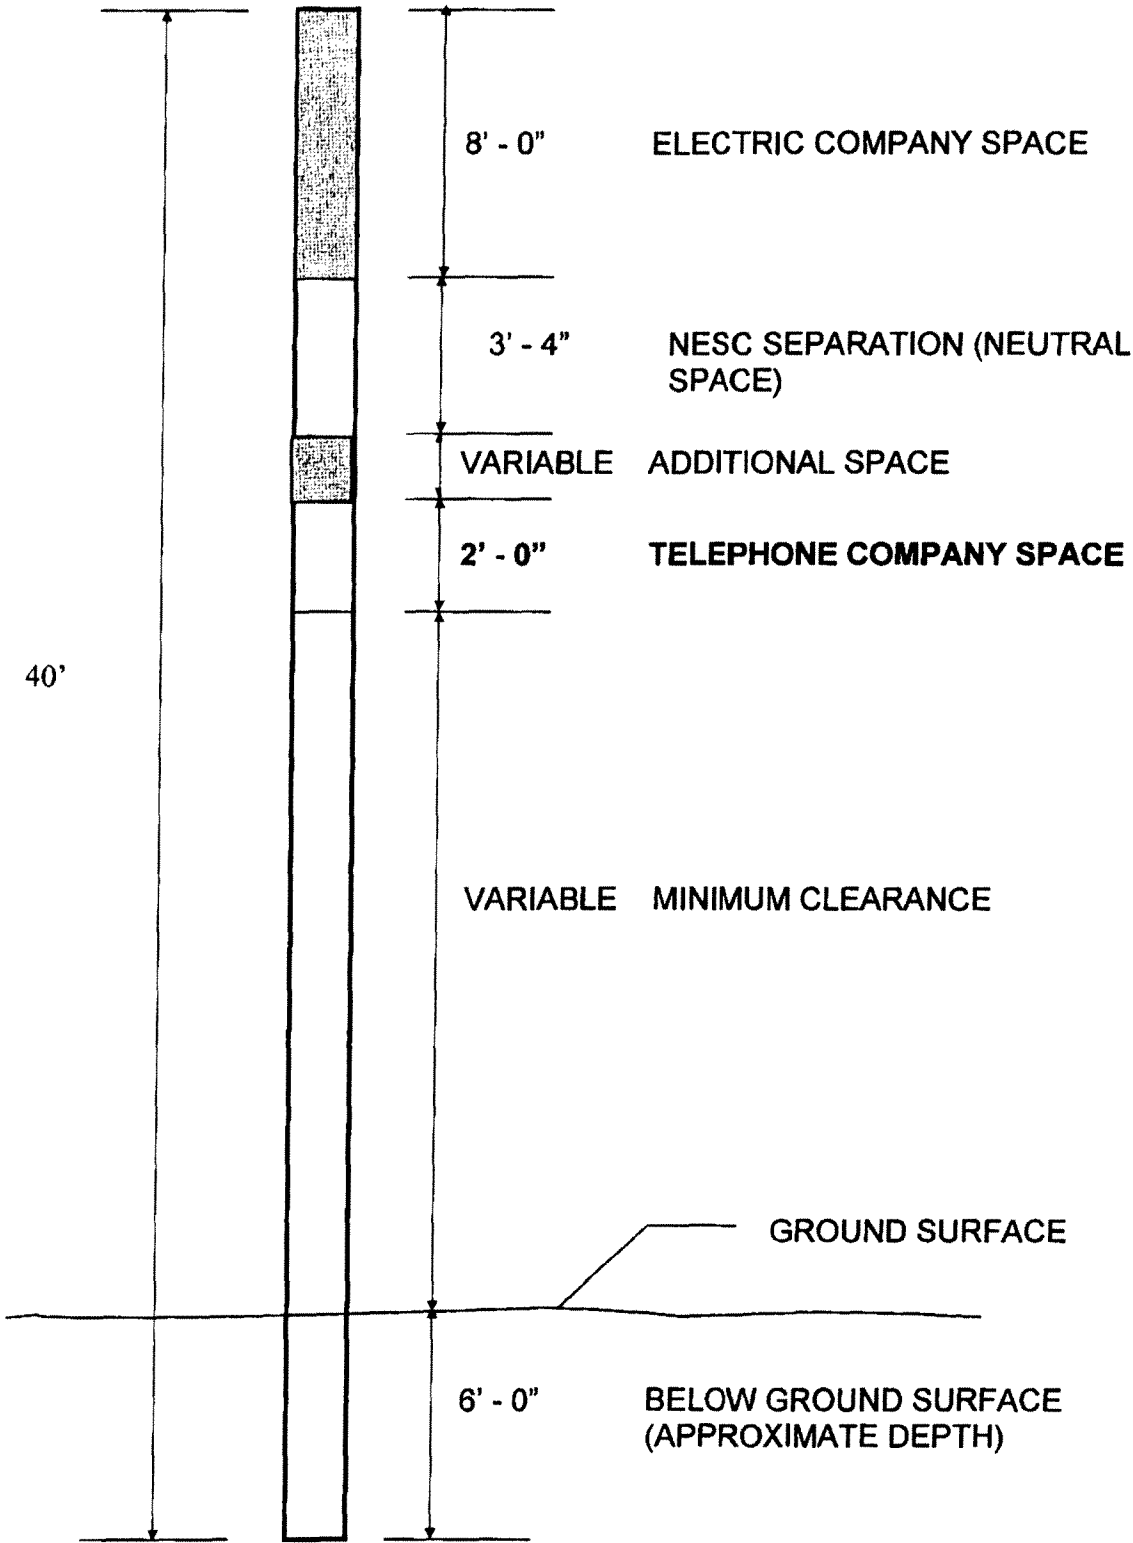 8' - 0" ELECTRIC COMPANY SPACE
3' - 4" NESC SEPARATION (NEUTRAL
SPACE)
VARIABLE ADDITIONAL SPACE
2' - 0" TELEPHONE COMPANY SPACE
40'
VARIABLE MINIMUM CLEARANCE
GROUND SURFACE
6' - 0" BELOW GROUND SURFACE
(APPROXIMATE DEPTH)